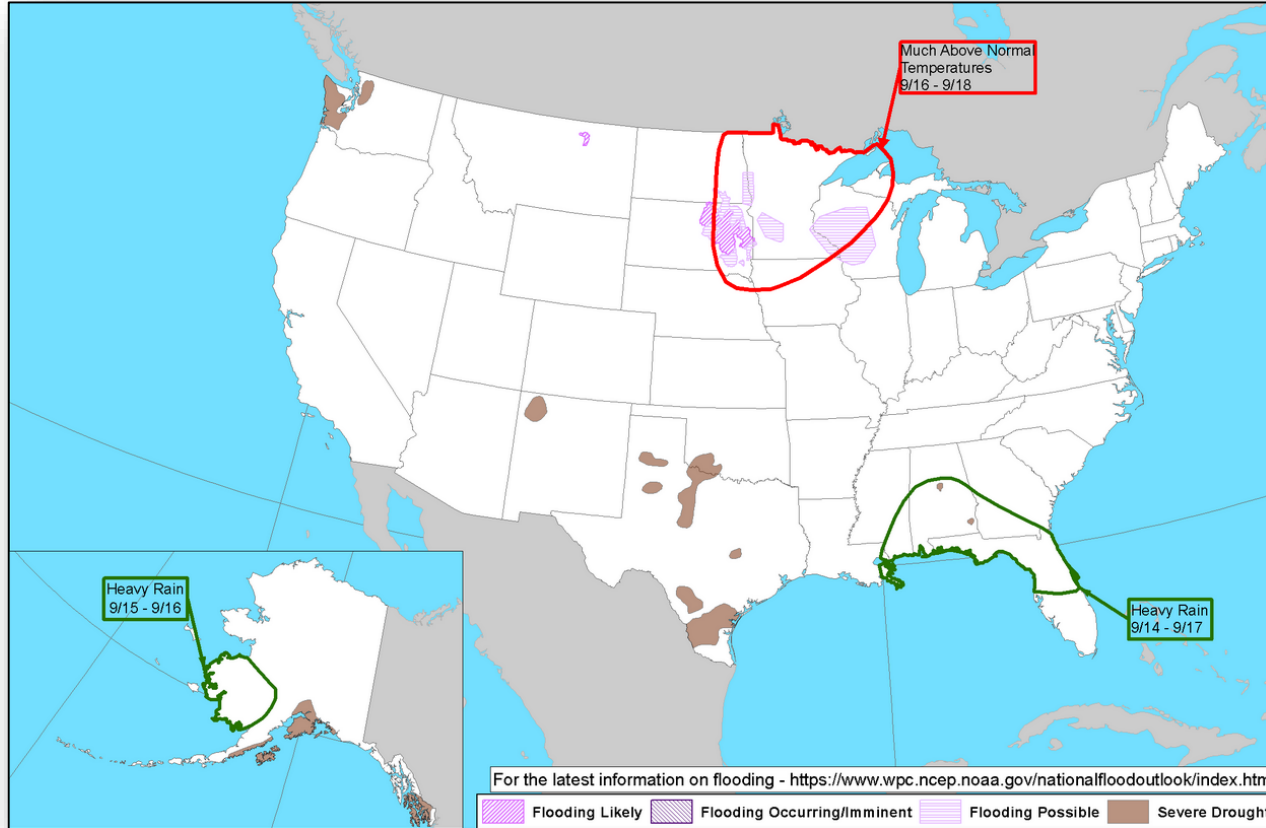 Much Above Normal
Temperatures
9/16 - 9/18
Heavy Rain
9/15 - 9/16
Heavy Rain
9/14 - 9/17
For the latest information on flooding - https://www.wpc.ncep.noaa.gov/nationalfloodoutlook/index.htm
Flooding Likely Flooding Occurring/Imminent Flooding Possible Severe Drought